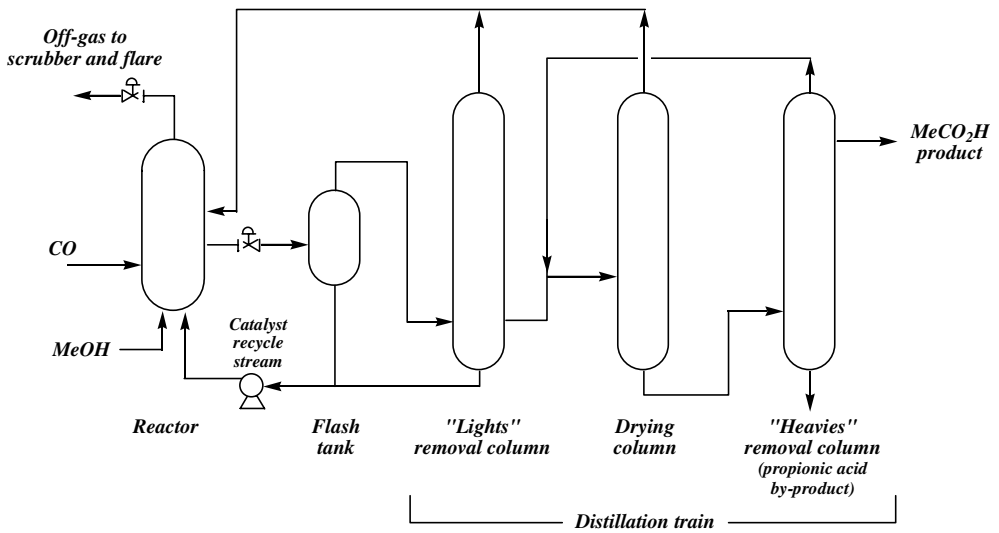 Off-gas to
scrubber and flare
MeCO₂H
product
CO
MeOH
Catalyst
recycle
stream
Reactor
Flash
tank
"Lights"
removal column
Drying
column
"Heavies"
removal column
(propionic acid
by-product)
Distillation train